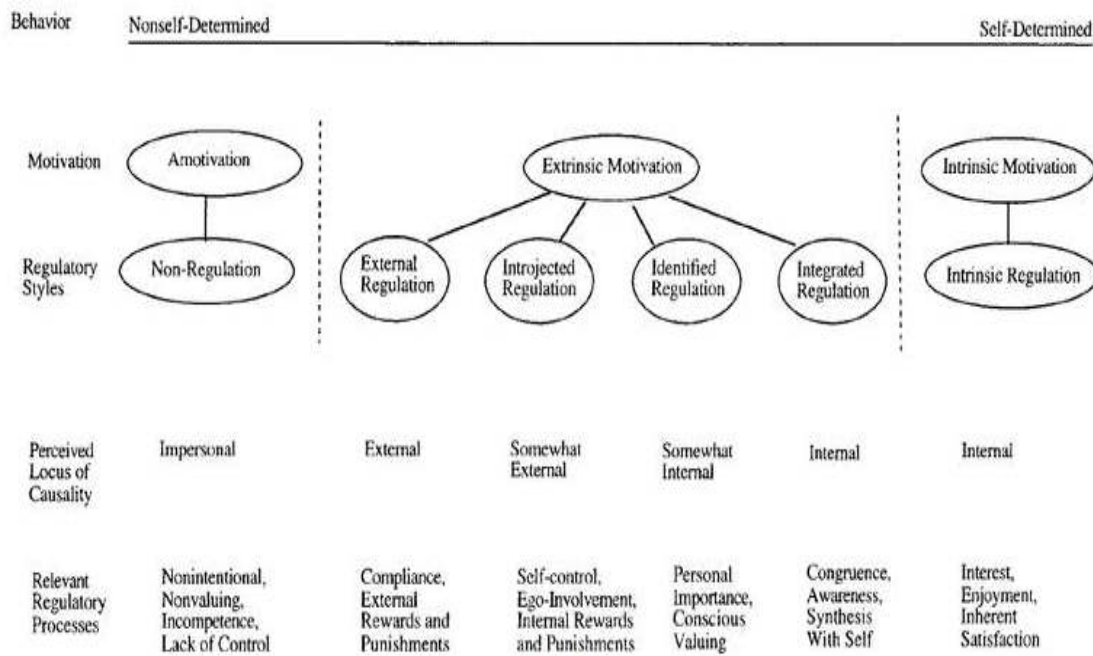 Behavior
Nonself-Determined
Self-Determined
Motivation
Amotivation
Extrinsic Motivation
Intrinsic Motivation
Regulatory
Styles
Non-Regulation
External
Regulation
Introjected
Regulation
Identified
Regulation
Integrated
Regulation
Intrinsic Regulation
Perceived
Locus of
Causality
Impersonal
External
Somewhat
External
Somewhat
Internal
Internal
Internal
Relevant
Regulatory
Processes
Nonintentional,
Nonvaluing,
Incompetence,
Lack of Control
Compliance,
External
Rewards and
Punishments
Self-control,
Ego-Involvement,
Internal Rewards
and Punishments
Personal
Importance,
Conscious
Valuing
Congruence,
Awareness,
Synthesis
With Self
Interest,
Enjoyment,
Inherent
Satisfaction